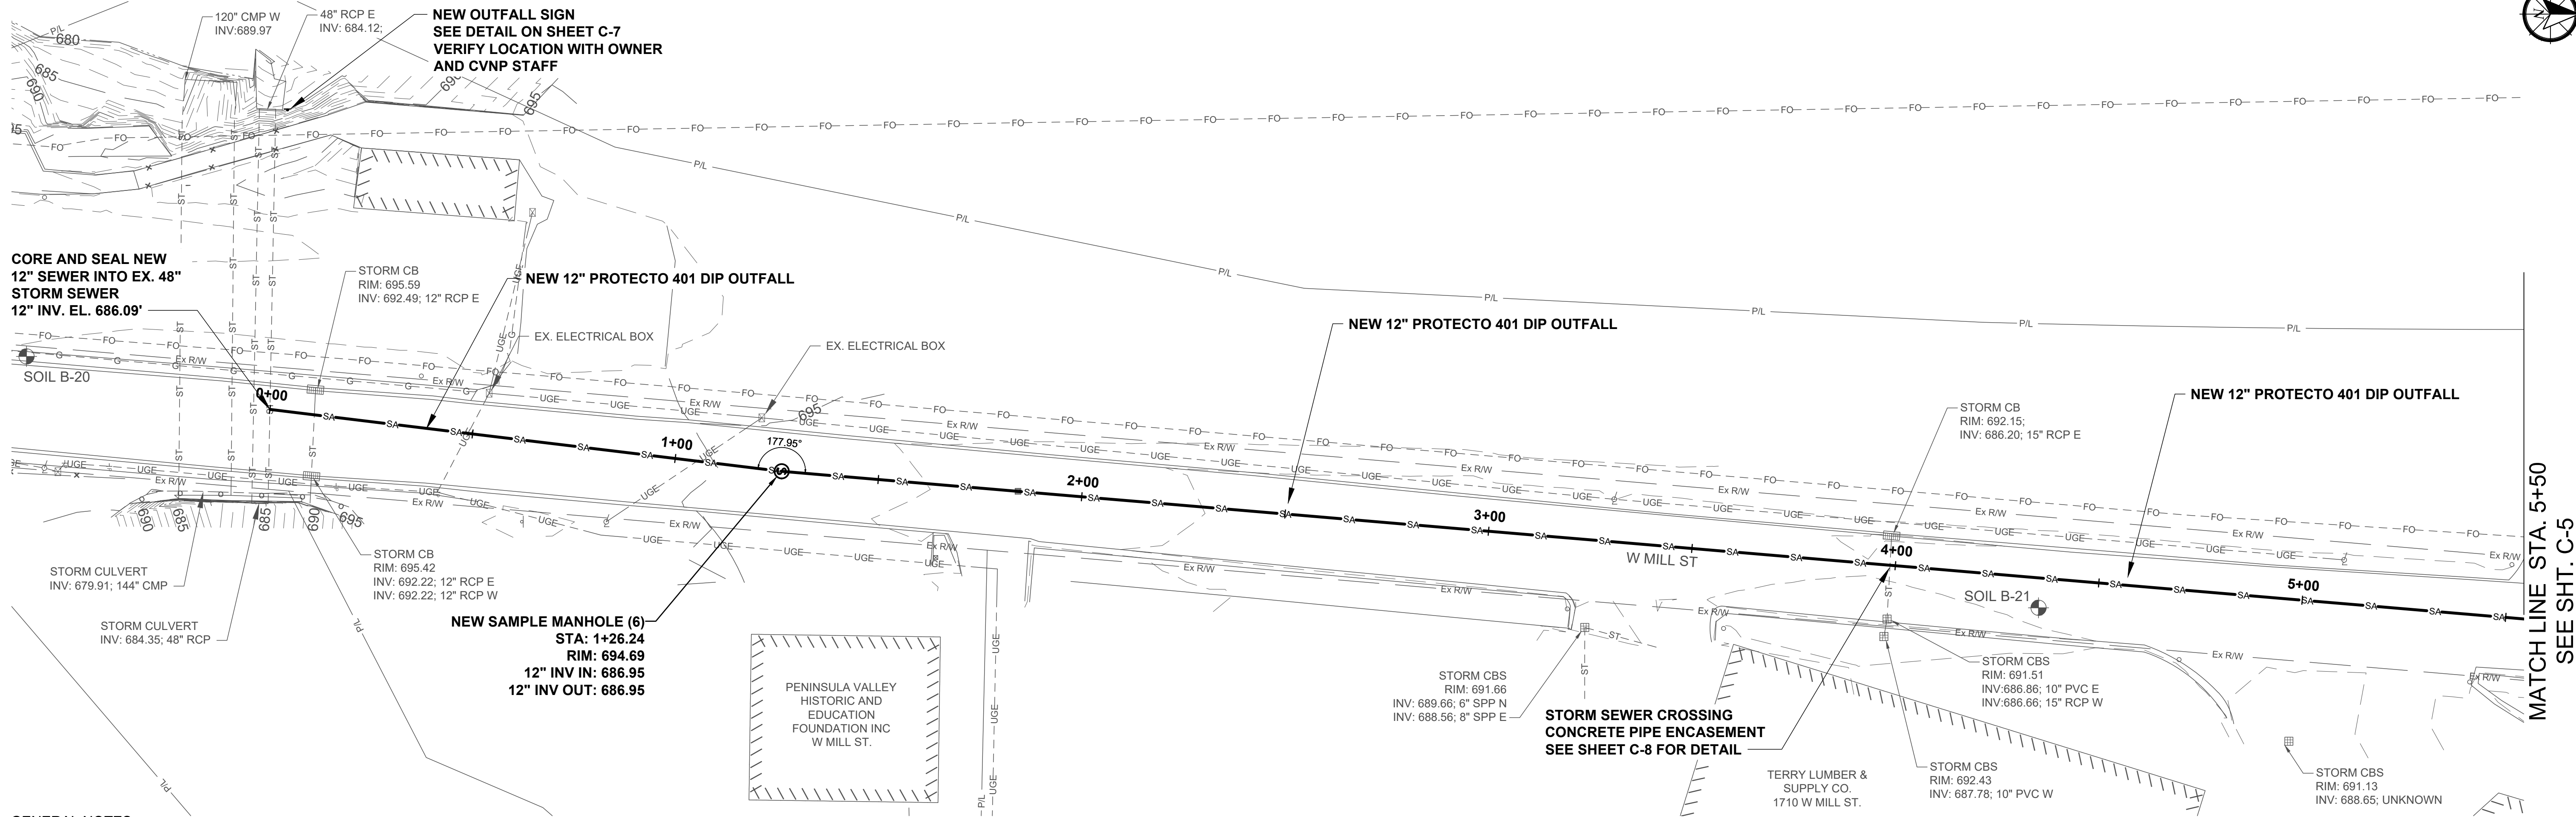 120" CMP W
INV:689.97
48" RCP E
INV: 684.12;
NEW OUTFALL SIGN
SEE DETAIL ON SHEET C-7
VERIFY LOCATION WITH OWNER
AND CVNP STAFF
P/L
680
685
690
695
FO
ST
CORE AND SEAL NEW
12" SEWER INTO EX. 48"
STORM SEWER
12" INV. EL. 686.09'
STORM CB
RIM: 695.59
INV: 692.49; 12" RCP E
NEW 12" PROTECTO 401 DIP OUTFALL
EX. ELECTRICAL BOX
EX. ELECTRICAL BOX
NEW 12" PROTECTO 401 DIP OUTFALL
NEW 12" PROTECTO 401 DIP OUTFALL
STORM CB
RIM: 692.15;
INV: 686.20; 15" RCP E
SOIL B-20
G
Ex R/W
UGE
SA
0+00
1+00
177.95°
S
695
2+00
3+00
4+00
5+00
W MILL ST
SOIL B-21
MATCH LINE STA. 5+50
SEE SHT. C-5
690
685
685
690
695
STORM CULVERT
INV: 679.91; 144" CMP
STORM CULVERT
INV: 684.35; 48" RCP
STORM CB
RIM: 695.42
INV: 692.22; 12" RCP E
INV: 692.22; 12" RCP W
NEW SAMPLE MANHOLE (6)
STA: 1+26.24
RIM: 694.69
12" INV IN: 686.95
12" INV OUT: 686.95
PENINSULA VALLEY
HISTORIC AND
EDUCATION
FOUNDATION INC
W MILL ST.
STORM CBS
RIM: 691.66
INV: 689.66; 6" SPP N
INV: 688.56; 8" SPP E
STORM SEWER CROSSING
CONCRETE PIPE ENCASEMENT
SEE SHEET C-8 FOR DETAIL
TERRY LUMBER &
SUPPLY CO.
1710 W MILL ST.
STORM CBS
RIM: 691.51
INV:686.86; 10" PVC E
INV:686.66; 15" RCP W
STORM CBS
RIM: 692.43
INV: 687.78; 10" PVC W
STORM CBS
RIM: 691.13
INV: 688.65; UNKNOWN